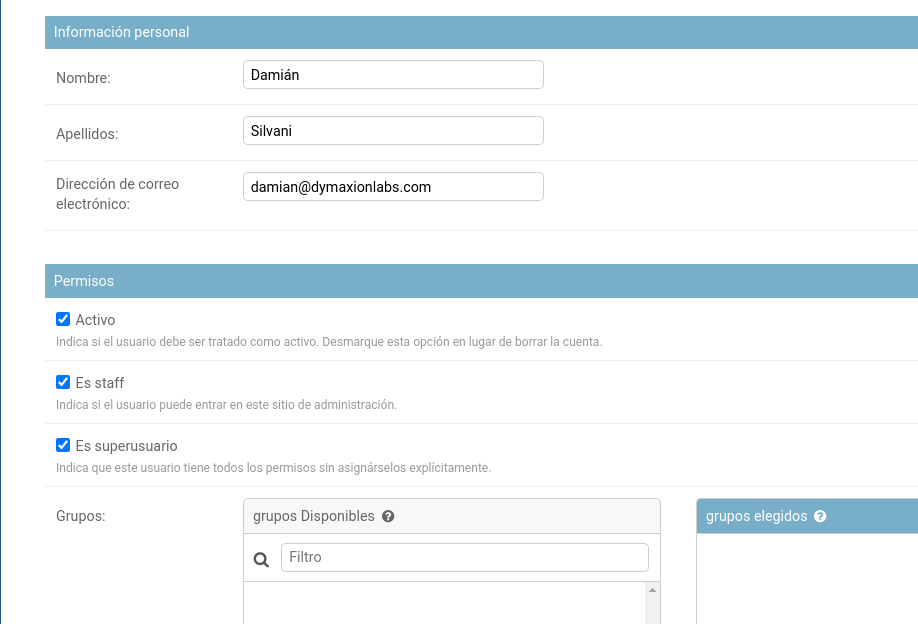 Información personal
Nombre:
Damián
Apellidos:
Silvani
Dirección de correo
electrónico:
damian@dymaxionlabs.com
Permisos
Activo
Indica si el usuario debe ser tratado como activo. Desmarque esta opción en lugar de borrar la cuenta.
Es staff
Indica si el usuario puede entrar en este sitio de administración.
Es superusuario
Indica que este usuario tiene todos los permisos sin asignárselos explícitamente.
Grupos:
grupos Disponibles ?
grupos elegidos ?
Filtro